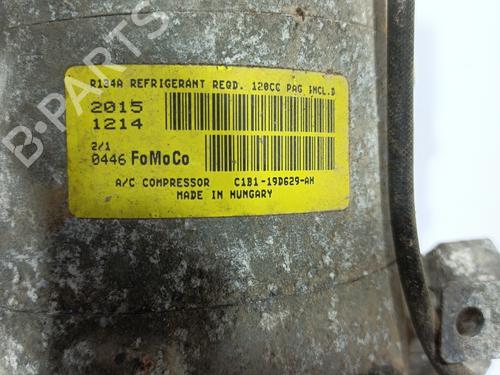 R134A REFRIGERANT REQD. 120CC PAG INCL.D
2015
1214
2/1
0446 FoMoCo
A/C COMPRESSOR C1B1-19D629-AH
MADE IN HUNGARY
B-PARTS